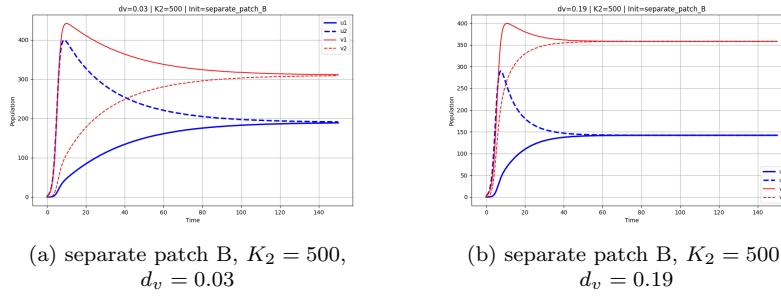 dv=0.03 | K2=500 | Init=separate_patch_B
u1
u2
v1
v2
Population
400
300
200
100
0
0 20 40 60 80 100 120 140
Time
(a) separate patch B, K₂ = 500,
dᵥ = 0.03
dv=0.19 | K2=500 | Init=separate_patch_B
Population
400
350
300
250
200
150
100
50
0
0 20 40 60 80 100 120 140
Time
(b) separate patch B, K₂ = 500
dᵥ = 0.19